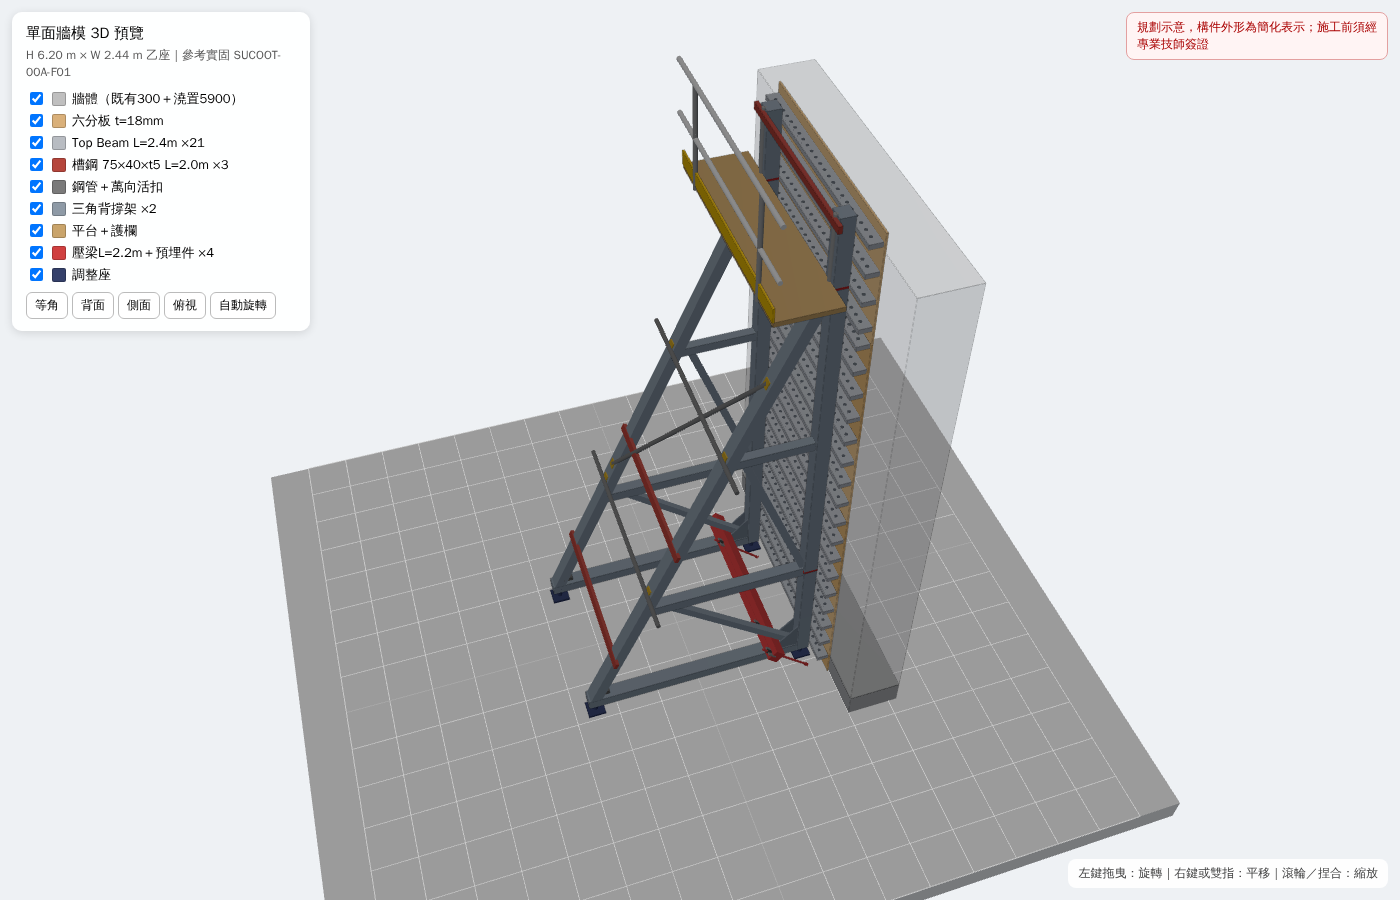 單面牆模 3D 預覽
H 6.20 m × W 2.44 m 乙座｜參考實固 SUCOOT-
00A-F01
牆體（既有300＋澆置5900）
六分板 t=18mm
Top Beam L=2.4m ×21
槽鋼 75×40×t5 L=2.0m ×3
鋼管＋萬向活扣
三角背撐架 ×2
平台＋護欄
壓梁L=2.2m＋預埋件 ×4
調整座
等角 背面 側面 俯視 自動旋轉
規劃示意，構件外形為簡化表示；施工前須經
專業技師簽證
左鍵拖曳：旋轉｜右鍵或雙指：平移｜滾輪／捏合：縮放